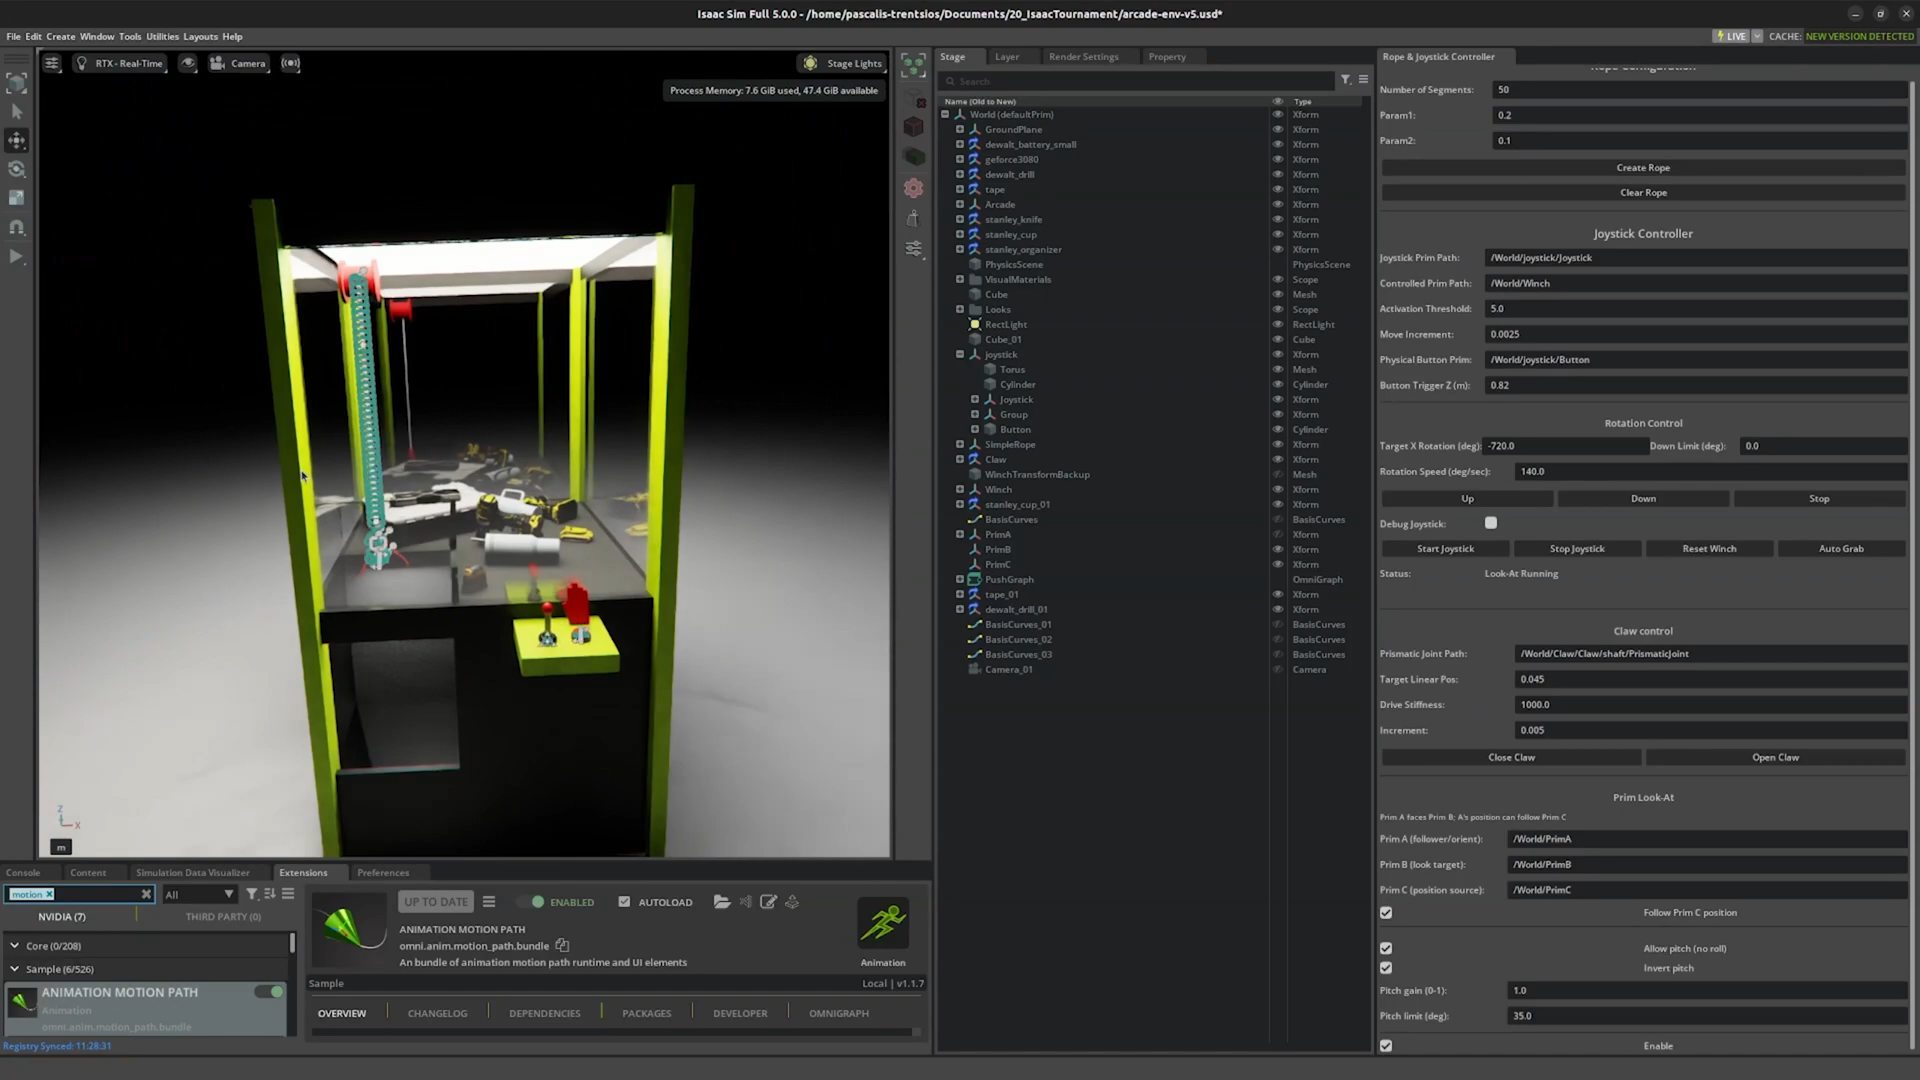 Isaac Sim Full 5.0.0 - /home/pascalis-trentsios/Documents/20_IsaacTournament/arcade-env-v5.usd*
File Edit Create Window Tools Utilities Layouts Help
LIVE CACHE: NEW VERSION DETECTED
RTX - Real-Time
Camera
Stage Lights
Process Memory: 7.6 GiB used, 47.4 GiB available
Z
X
m
Stage Layer Render Settings Property
Search
Name (Old to New) Type
World (defaultPrim) Xform
GroundPlane Xform
dewalt_battery_small Xform
geforce3080 Xform
dewalt_drill Xform
tape Xform
Arcade Xform
stanley_knife Xform
stanley_cup Xform
stanley_organizer Xform
PhysicsScene PhysicsScene
VisualMaterials Scope
Cube Mesh
Looks Scope
RectLight RectLight
Cube_01 Cube
joystick Xform
Torus Mesh
Cylinder Cylinder
Joystick Xform
Group Xform
Button Cylinder
SimpleRope Xform
Claw Xform
WinchTransformBackup Mesh
Winch Xform
stanley_cup_01 Xform
BasisCurves BasisCurves
PrimA Xform
PrimB Xform
PrimC Xform
PushGraph OmniGraph
tape_01 Xform
dewalt_drill_01 Xform
BasisCurves_01 BasisCurves
BasisCurves_02 BasisCurves
BasisCurves_03 BasisCurves
Camera_01 Camera
Rope & Joystick Controller
Rope Configuration
Number of Segments: 50
Param1: 0.2
Param2: 0.1
Create Rope
Clear Rope
Joystick Controller
Joystick Prim Path: /World/joystick/Joystick
Controlled Prim Path: /World/Winch
Activation Threshold: 5.0
Move Increment: 0.0025
Physical Button Prim: /World/joystick/Button
Button Trigger Z (m): 0.82
Rotation Control
Target X Rotation (deg): -720.0 Down Limit (deg): 0.0
Rotation Speed (deg/sec): 140.0
Up Down Stop
Debug Joystick:
Start Joystick Stop Joystick Reset Winch Auto Grab
Status: Look-At Running
Claw control
Prismatic Joint Path: /World/Claw/Claw/shaft/PrismaticJoint
Target Linear Pos: 0.045
Drive Stiffness: 1000.0
Increment: 0.005
Close Claw Open Claw
Prim Look-At
Prim A faces Prim B; A's position can follow Prim C
Prim A (follower/orient): /World/PrimA
Prim B (look target): /World/PrimB
Prim C (position source): /World/PrimC
Follow Prim C position
Allow pitch (no roll)
Invert pitch
Pitch gain (0-1): 1.0
Pitch limit (deg): 35.0
Enable
Console Content Simulation Data Visualizer Extensions Preferences
motion × All
NVIDIA (7) THIRD PARTY (0)
Core (0/208)
Sample (6/526)
ANIMATION MOTION PATH
Animation
omni.anim.motion_path.bundle
UP TO DATE ENABLED AUTOLOAD
ANIMATION MOTION PATH
omni.anim.motion_path.bundle
An bundle of animation motion path runtime and UI elements
Animation
Sample Local | v1.1.7
OVERVIEW CHANGELOG DEPENDENCIES PACKAGES DEVELOPER OMNIGRAPH
Registry Synced: 11:28:31